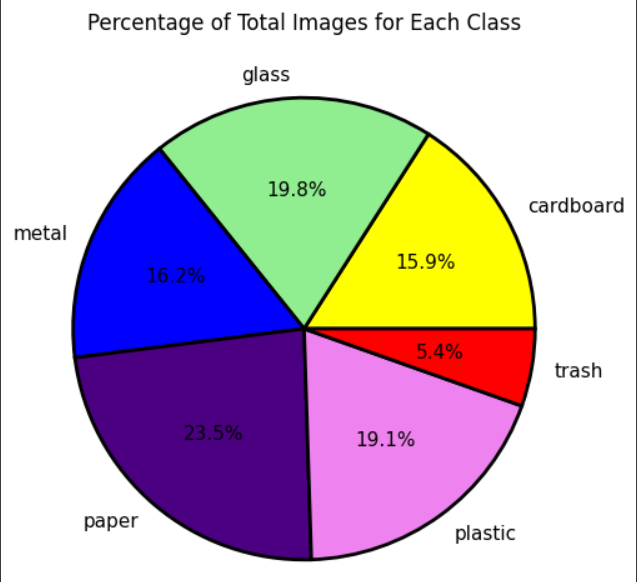 Percentage of Total Images for Each Class
glass
19.8%
cardboard
15.9%
metal
16.2%
5.4%
trash
23.5%
19.1%
paper
plastic